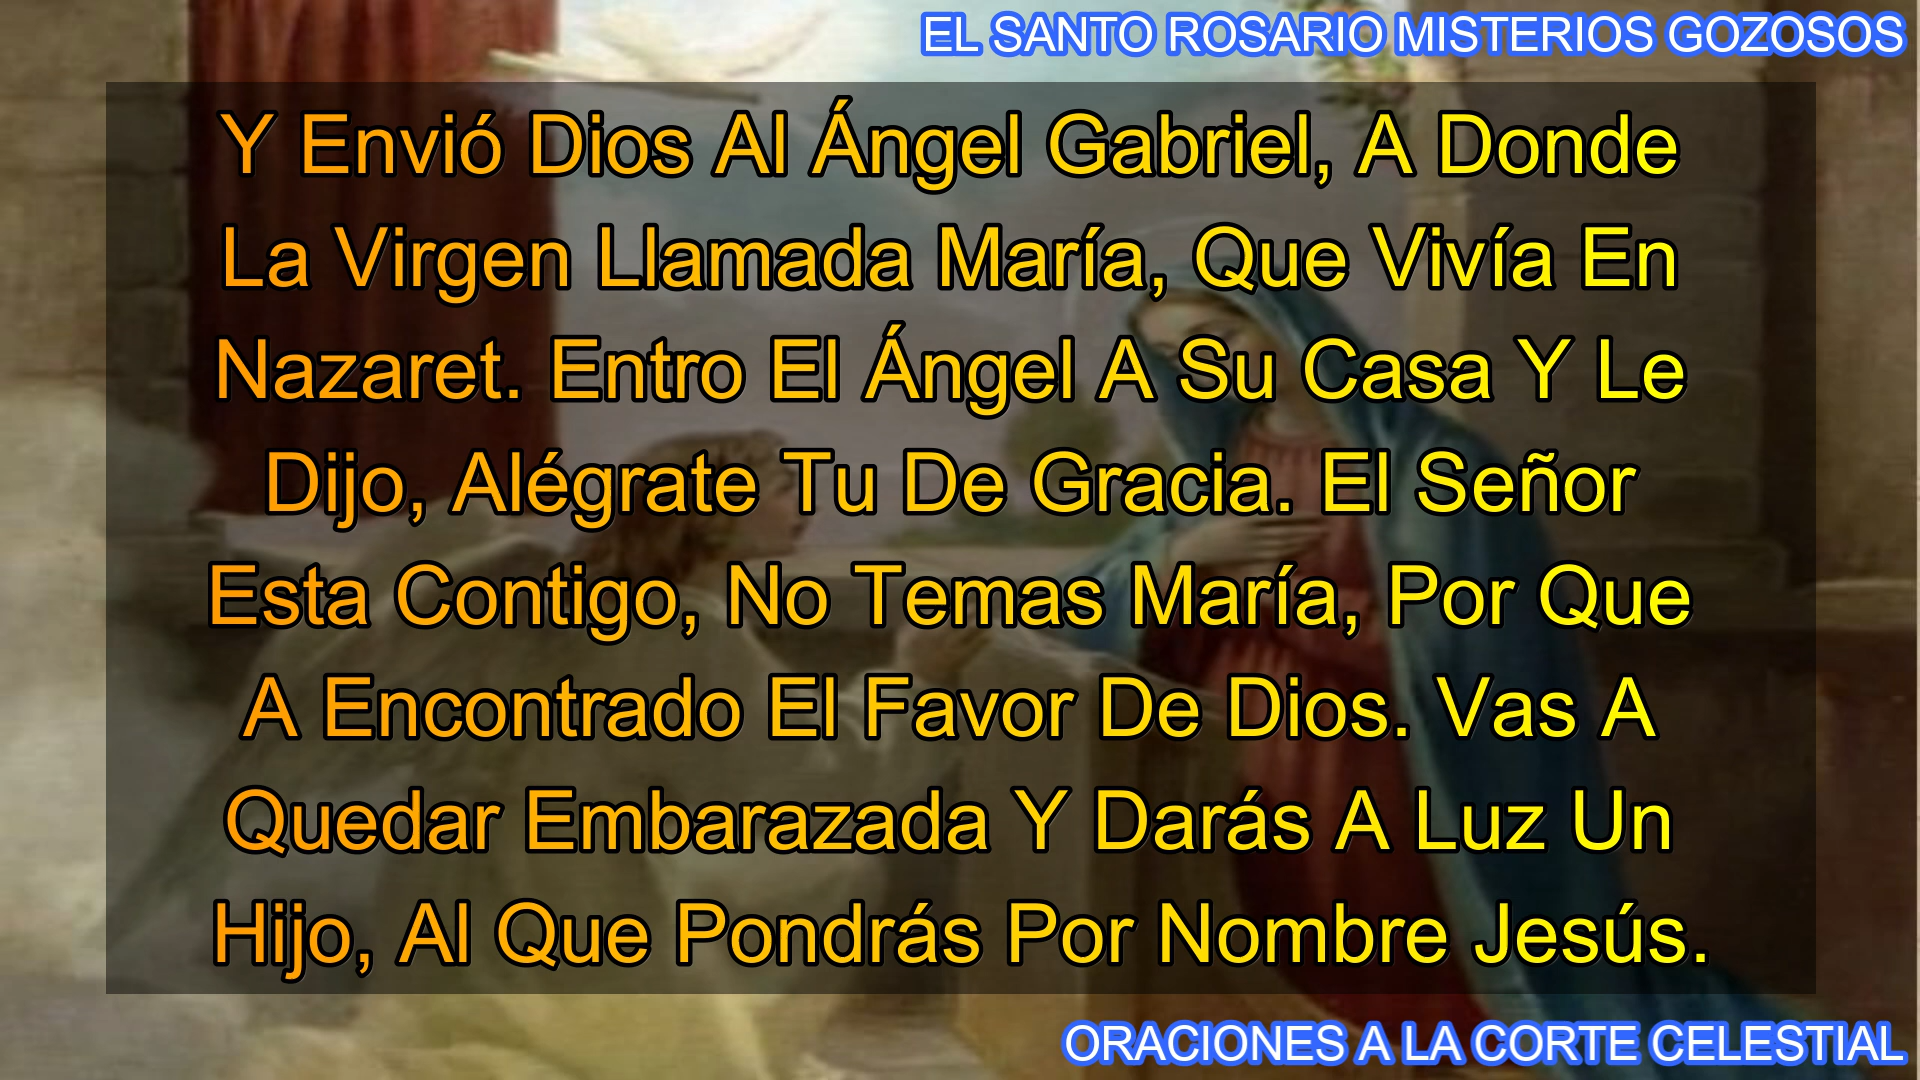 EL SANTO ROSARIO MISTERIOS GOZOSOS
Y Envió Dios Al Ángel Gabriel, A Donde
La Virgen Llamada María, Que Vivía En
Nazaret. Entro El Ángel A Su Casa Y Le
Dijo, Alégrate Tu De Gracia. El Señor
Esta Contigo, No Temas María, Por Que
A Encontrado El Favor De Dios. Vas A
Quedar Embarazada Y Darás A Luz Un
Hijo, Al Que Pondrás Por Nombre Jesús.
ORACIONES A LA CORTE CELESTIAL